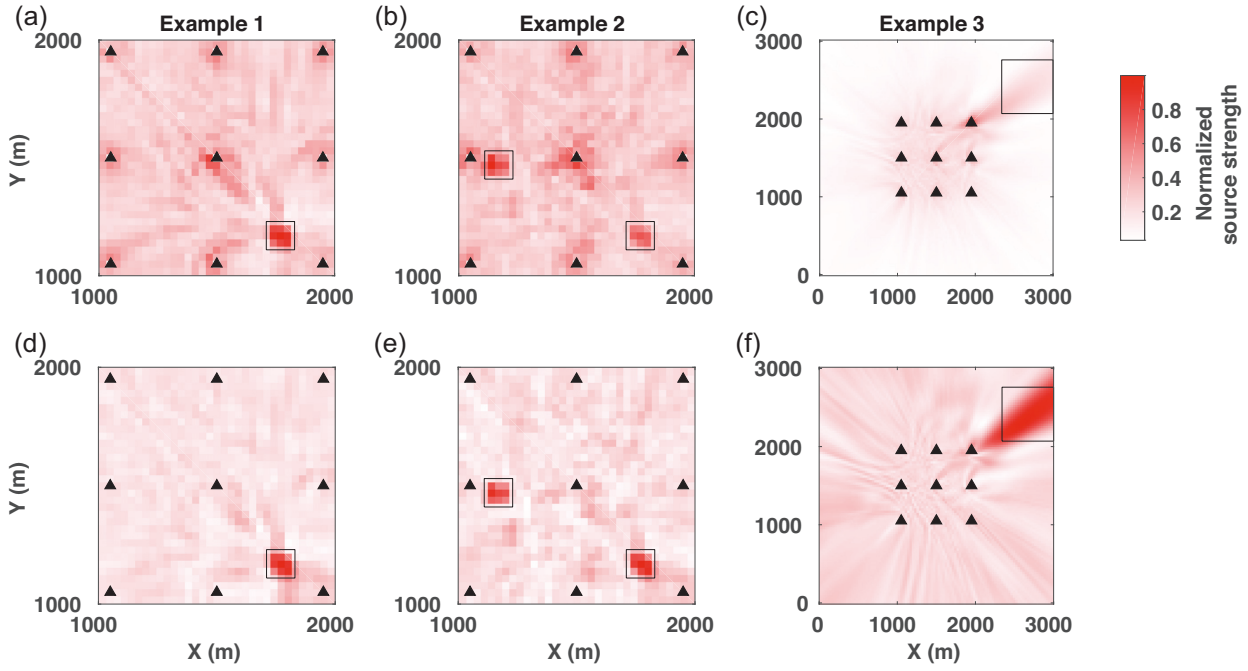 (a) Example 1 (b) Example 2 (c) Example 3
2000 2000 3000
Y (m) 2000 0.8
0.6 Normalized
1000 0.4 source strength
0.2
1000 1000 0
1000 2000 1000 2000 0 1000 2000 3000
(d) (e) (f)
2000 2000 3000
Y (m) 2000
1000
1000 1000 0
1000 2000 1000 2000 0 1000 2000 3000
X (m) X (m) X (m)